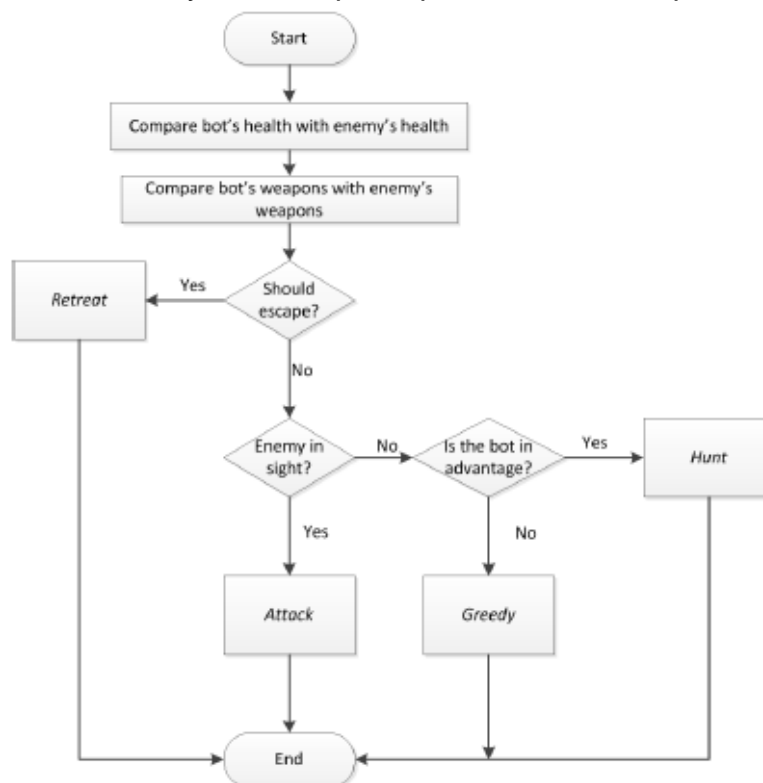 Start
Compare bot's health with enemy's health
Compare bot's weapons with enemy's
weapons
Retreat
Yes
Should
escape?
No
Enemy in
sight?
No
Is the bot in
advantage?
Yes
Hunt
Yes
No
Attack
Greedy
End